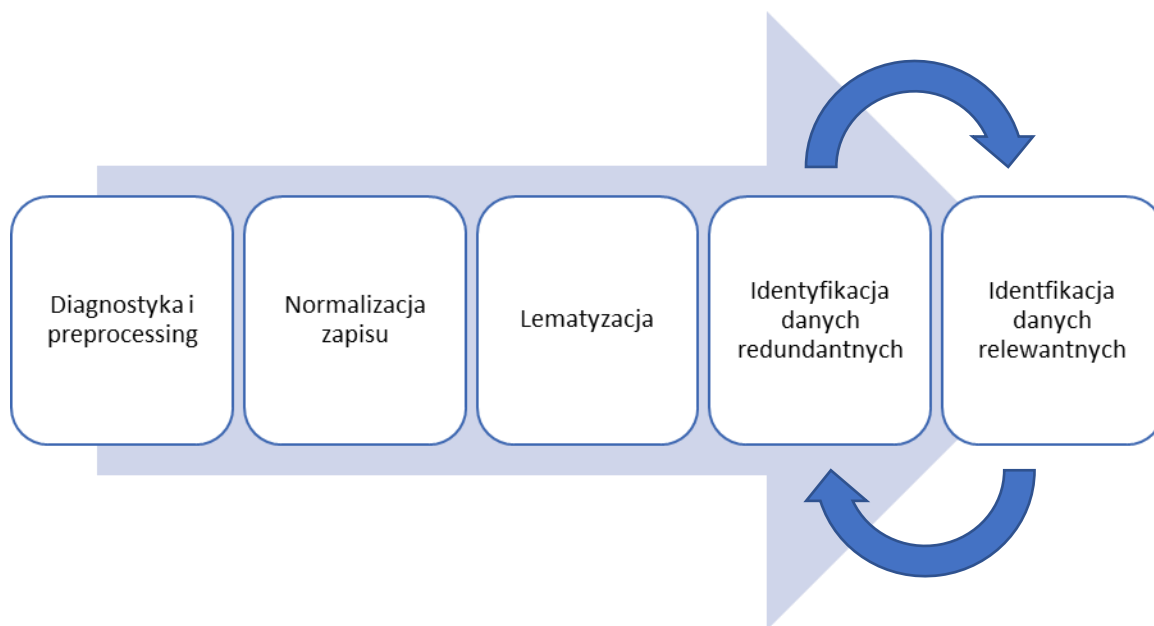 Diagnostyka i
preprocessing
Normalizacja
zapisu
Lematyzacja
Identyfikacja
danych
redundantnych
Identfikacja
danych
relewantnych